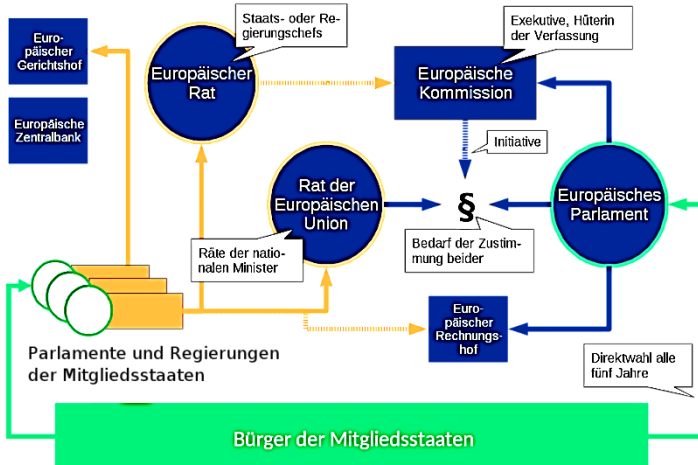 Euro-
päischer
Gerichtshof
Europäische
Zentralbank
Staats- oder Re-
gierungschefs
Europäischer
Rat
Exekutive, Hüterin
der Verfassung
Europäische
Kommission
Initiative
Rat der
Europäischen
Union
Räte der natio-
nalen Minister
§
Bedarf der Zustim-
mung beider
Europäisches
Parlament
Euro-
päischer
Rechnungs-
hof
Parlamente und Regierungen
der Mitgliedsstaaten
Direktwahl alle
fünf Jahre
Bürger der Mitgliedsstaaten